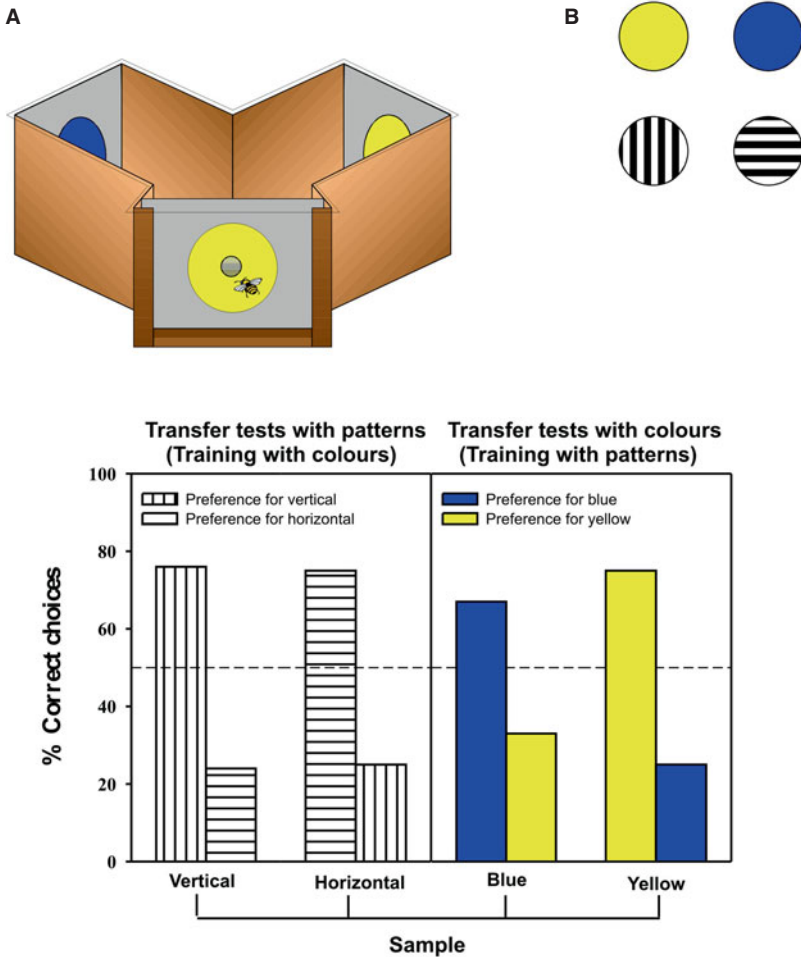 A
B
Transfer tests with patterns
(Training with colours)
Transfer tests with colours
(Training with patterns)
Preference for vertical
Preference for horizontal
Preference for blue
Preference for yellow
% Correct choices
100
80
60
40
20
0
Vertical
Horizontal
Blue
Yellow
Sample